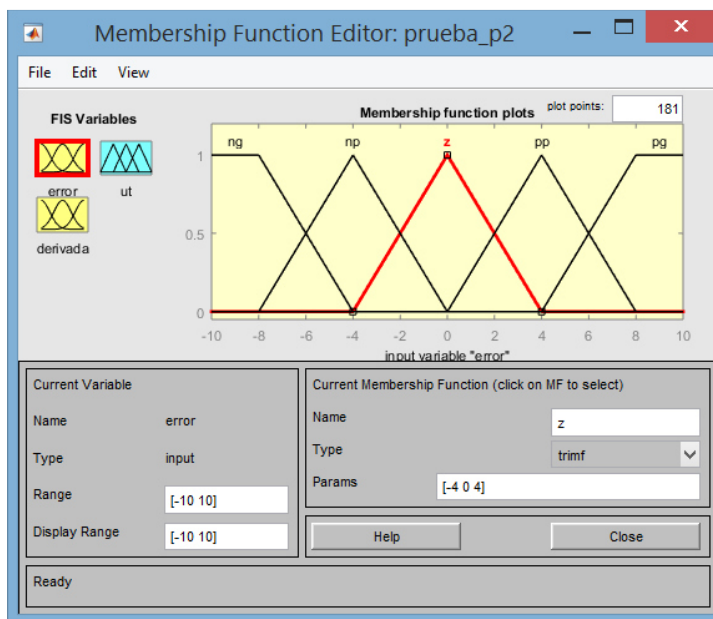 Membership Function Editor: prueba_p2
File Edit View
FIS Variables
error
ut
derivada
Membership function plots
plot points:
181
ng np z pp pg
1
0.5
0
-10 -8 -6 -4 -2 0 2 4 6 8 10
input variable "error"
Current Variable
Name error
Type input
Range [-10 10]
Display Range [-10 10]
Current Membership Function (click on MF to select)
Name z
Type trimf
Params [-4 0 4]
Help Close
Ready